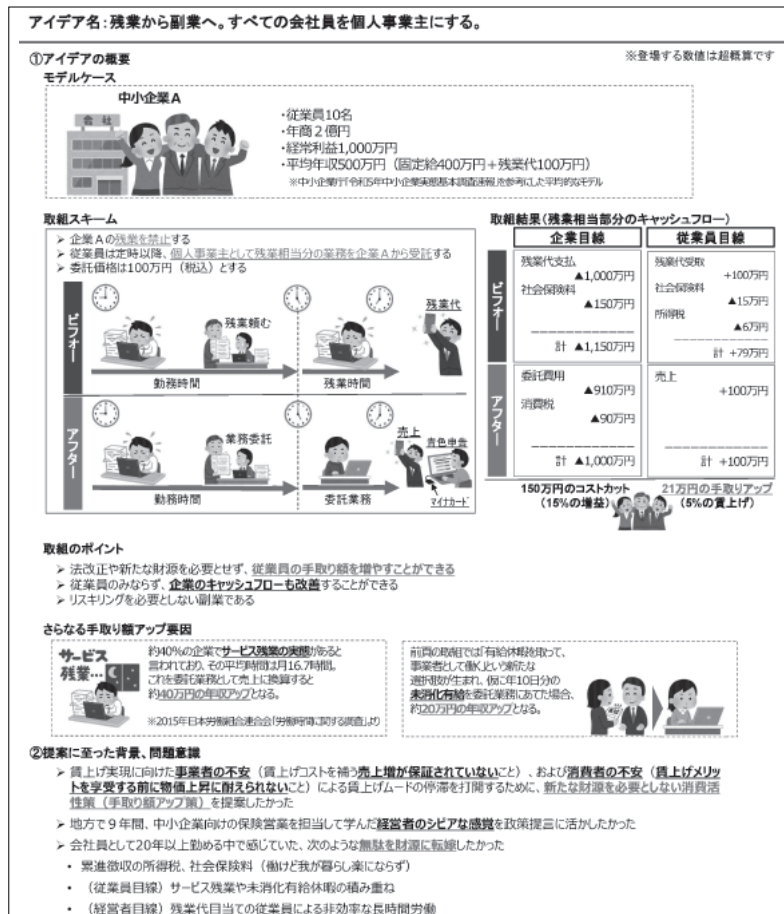 アイデア名：残業から副業へ。すべての会社員を個人事業主にする。
①アイデアの概要
※登場する数値は超概算です
モデルケース
中小企業A
会社
・従業員10名
・年商２億円
・経常利益1,000万円
・平均年収500万円（固定給400万円＋残業代100万円）
※中小企業庁「令和5年中小企業実態基本調査速報」を参考にした平均的なモデル
取組スキーム
➢ 企業Ａの残業を禁止する
➢ 従業員は定時以降、個人事業主として残業相当分の業務を企業Ａから受託する
➢ 委託価格は100万円（税込）とする
ビフォー
残業頼む
残業代
勤務時間
残業時間
アフター
業務委託
売上
青色申告
マイナカード
勤務時間
委託業務
取組結果（残業相当部分のキャッシュフロー）
企業目線
従業員目線
ビフォー
残業代支払
▲1,000万円
社会保険料
▲150万円
計 ▲1,150万円
残業代受取
+100万円
社会保険料
▲15万円
所得税
▲6万円
計 +79万円
アフター
委託費用
▲910万円
消費税
▲90万円
計 ▲1,000万円
売上
+100万円
計 +100万円
150万円のコストカット
（15%の増益）
21万円の手取りアップ
（5%の賃上げ）
取組のポイント
➢ 法改正や新たな財源を必要とせず、従業員の手取り額を増やすことができる
➢ 従業員のみならず、企業のキャッシュフローも改善することができる
➢ リスキリングを必要としない副業である
さらなる手取り額アップ要因
サービス
残業…
約40%の企業でサービス残業の実態があると
言われており、その平均時間は月16.7時間。
これを委託業務として売上に換算すると
約40万円の年収アップとなる。
※2015年日本労働組合連合会「労働時間に関する調査」より
前頁の取組では「有給休暇を取って、
事業者として働く」という新たな
選択肢が生まれ、仮に年10日分の
未消化有給を委託業務にあてた場合、
約20万円の年収アップとなる。
②提案に至った背景、問題意識
➢ 賃上げ実現に向けた事業者の不安（賃上げコストを補う売上増が保証されていないこと）、および消費者の不安（賃上げメリッ
トを享受する前に物価上昇に耐えられないこと）による賃上げムードの停滞を打開するために、新たな財源を必要としない消費活
性策（手取り額アップ策）を提案したかった
➢ 地方で９年間、中小企業向けの保険営業を担当して学んだ経営者のシビアな感覚を政策提言に活かしたかった
➢ 会社員として20年以上勤める中で感じていた、次のような無駄を財源に転嫁したかった
• 累進徴収の所得税、社会保険料（働けど我が暮らし楽にならず）
• （従業員目線）サービス残業や未消化有給休暇の積み重ね
• （経営者目線）残業代目当ての従業員による非効率な長時間労働